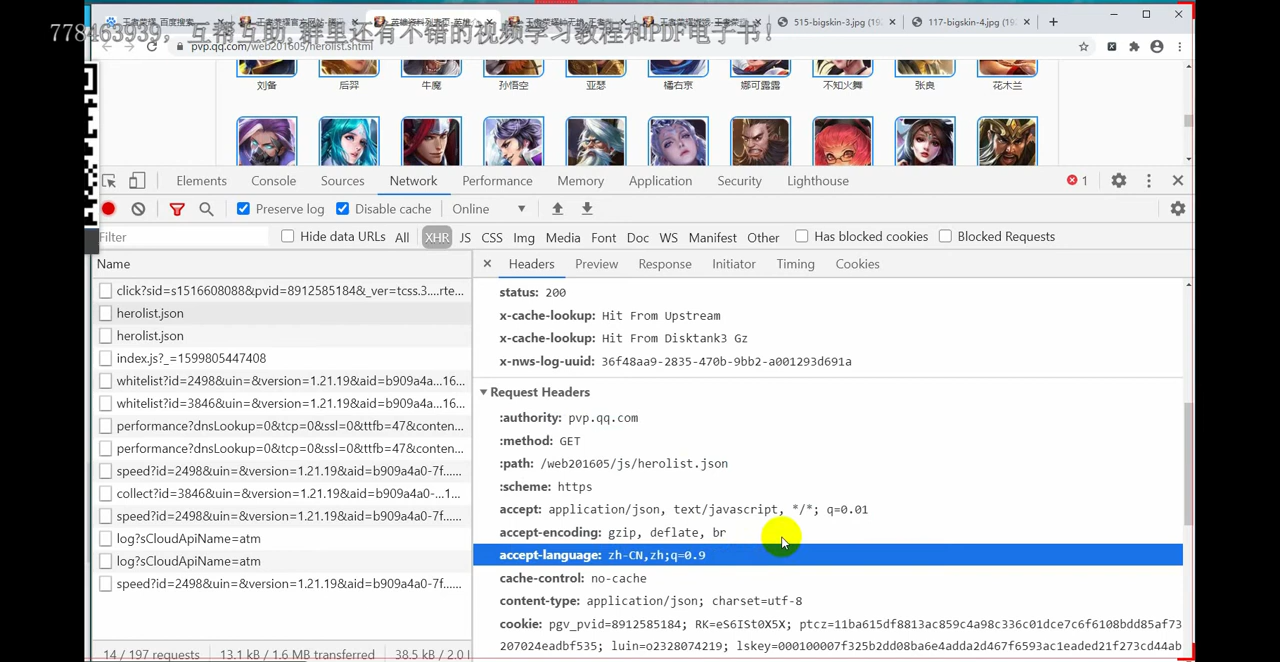 778463939, 互帮互助,群里还有不错的视频学习教程和PDF电子书!
515-bigskin-3.jpg (19...
117-bigskin-4.jpg (19...
pvp.qq.com/web201605/herolist.shtml
刘备 后羿 牛魔 孙悟空 亚瑟 橘右京 娜可露露 不知火舞 张良 花木兰
Elements Console Sources Network Performance Memory Application Security Lighthouse 1
Preserve log Disable cache Online
Filter Hide data URLs All XHR JS CSS Img Media Font Doc WS Manifest Other Has blocked cookies Blocked Requests
Name
click?sid=s1516608088&pvid=8912585184&_ver=tcss.3....rte...
herolist.json
herolist.json
index.js?_=1599805447408
whitelist?id=2498&uin=&version=1.21.19&aid=b909a4a...16...
whitelist?id=3846&uin=&version=1.21.19&aid=b909a4a...16...
performance?dnsLookup=0&tcp=0&ssl=0&ttfb=47&conten...
performance?dnsLookup=0&tcp=0&ssl=0&ttfb=47&conten...
speed?id=2498&uin=&version=1.21.19&aid=b909a4a0-7f......
collect?id=3846&uin=&version=1.21.19&aid=b909a4a0-...1...
speed?id=2498&uin=&version=1.21.19&aid=b909a4a0-7f......
log?sCloudApiName=atm
log?sCloudApiName=atm
speed?id=2498&uin=&version=1.21.19&aid=b909a4a0-7f......
14 / 197 requests 13.1 kB / 1.6 MB transferred 38.5 kB / 2.0
Headers Preview Response Initiator Timing Cookies
status: 200
x-cache-lookup: Hit From Upstream
x-cache-lookup: Hit From Disktank3 Gz
x-nws-log-uuid: 36f48aa9-2835-470b-9bb2-a001293d691a
Request Headers
:authority: pvp.qq.com
:method: GET
:path: /web201605/js/herolist.json
:scheme: https
accept: application/json, text/javascript, */*; q=0.01
accept-encoding: gzip, deflate, br
accept-language: zh-CN,zh;q=0.9
cache-control: no-cache
content-type: application/json; charset=utf-8
cookie: pgv_pvid=8912585184; RK=eS6ISt0X5X; ptcz=11ba615df8813ac859c4a98c336c01dce7c6f6108bdd85af73
207024eadbf535; luin=o2328074219; lskey=000100007f325b2dd08ba6e4adda2d467f6593ac1eaded21f273cd44ab